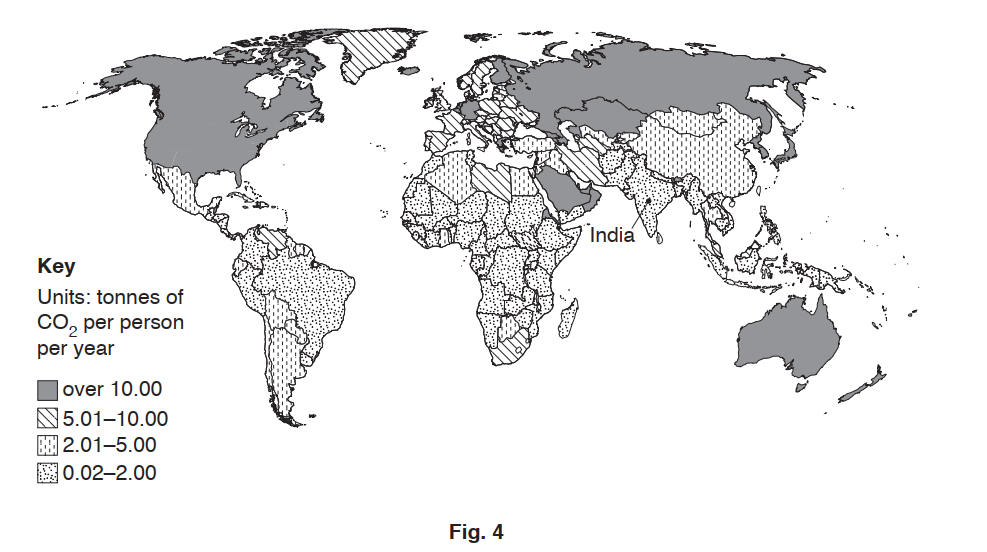 India
Key
Units: tonnes of
CO₂ per person
per year
over 10.00
5.01–10.00
2.01–5.00
0.02–2.00
Fig. 4